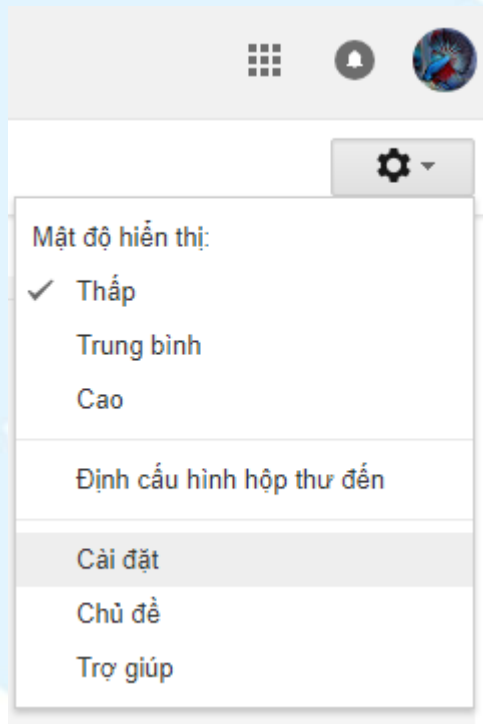 Mật độ hiển thị:
Thấp
Trung bình
Cao
Định cấu hình hộp thư đến
Cài đặt
Chủ đề
Trợ giúp